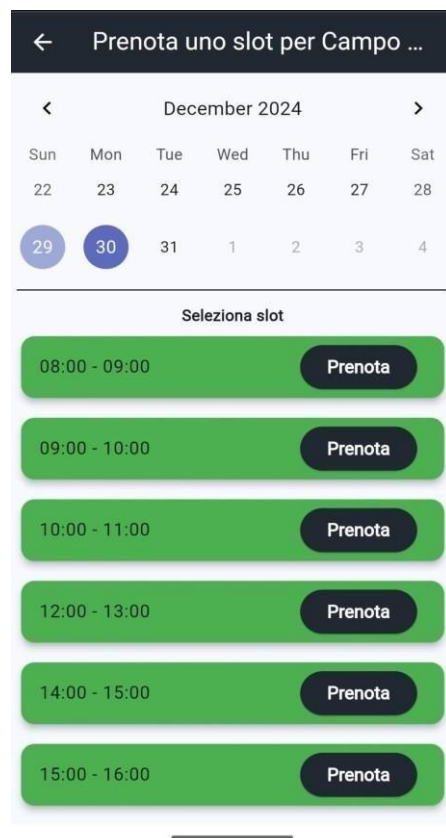 Prenota uno slot per Campo ...
December 2024
Sun Mon Tue Wed Thu Fri Sat
22 23 24 25 26 27 28
29 30 31 1 2 3 4
Seleziona slot
08:00 - 09:00 Prenota
09:00 - 10:00 Prenota
10:00 - 11:00 Prenota
12:00 - 13:00 Prenota
14:00 - 15:00 Prenota
15:00 - 16:00 Prenota